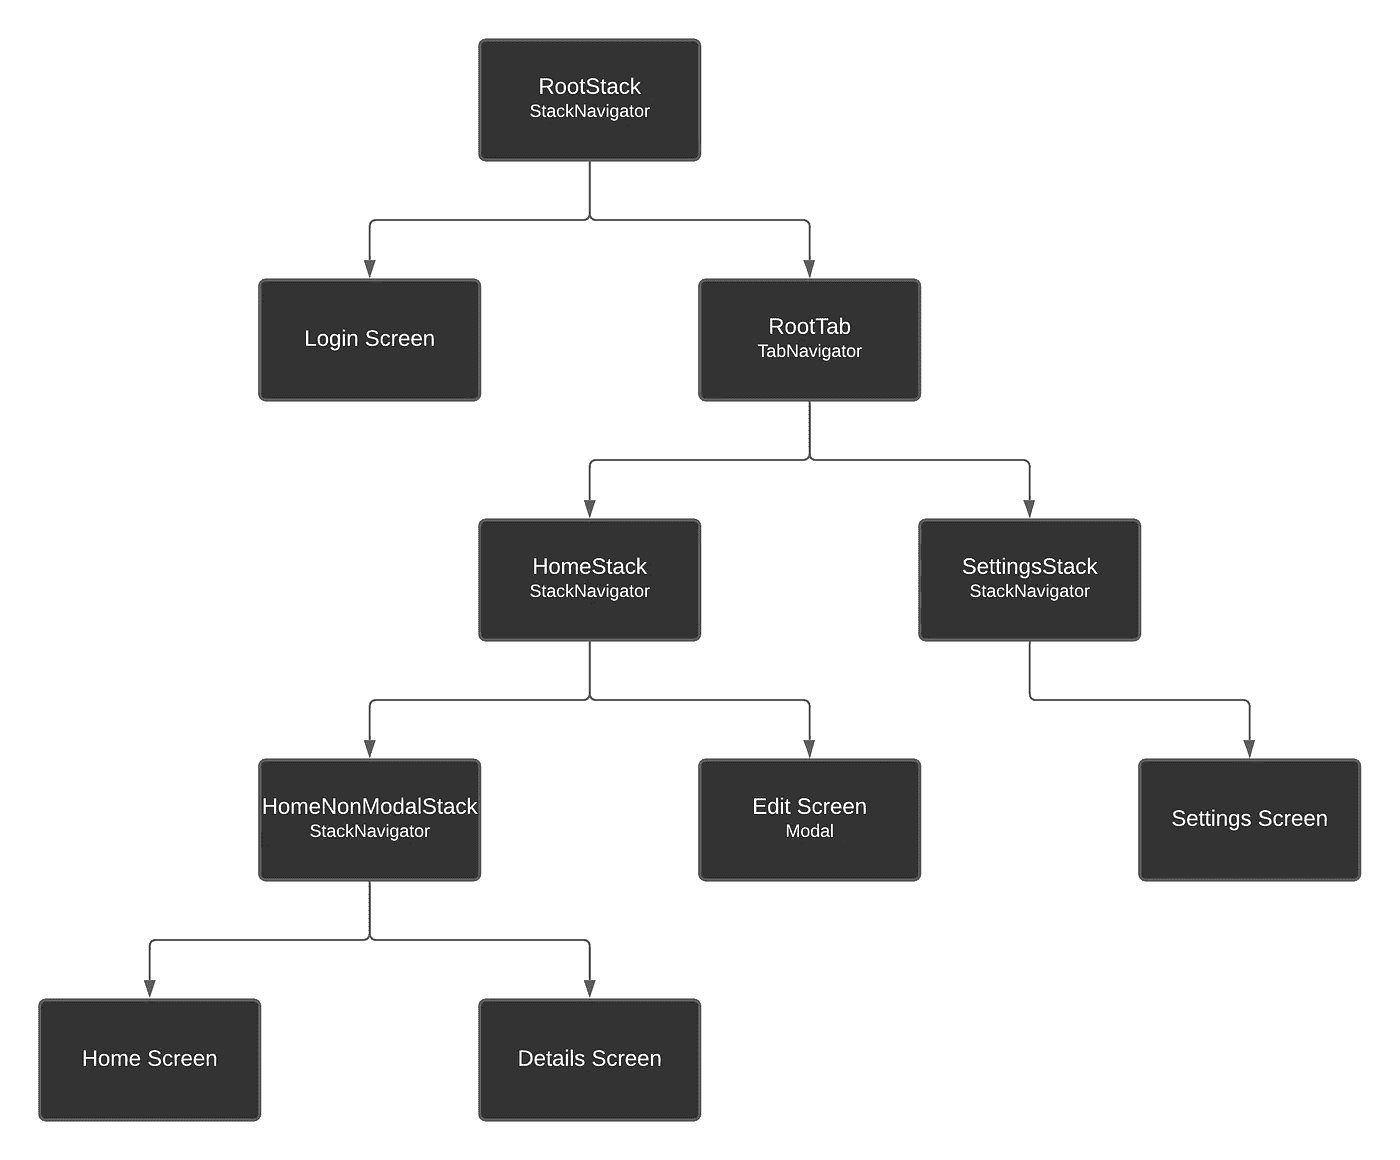 RootStack
StackNavigator
Login Screen
RootTab
TabNavigator
HomeStack
StackNavigator
SettingsStack
StackNavigator
HomeNonModalStack
StackNavigator
Edit Screen
Modal
Settings Screen
Home Screen
Details Screen